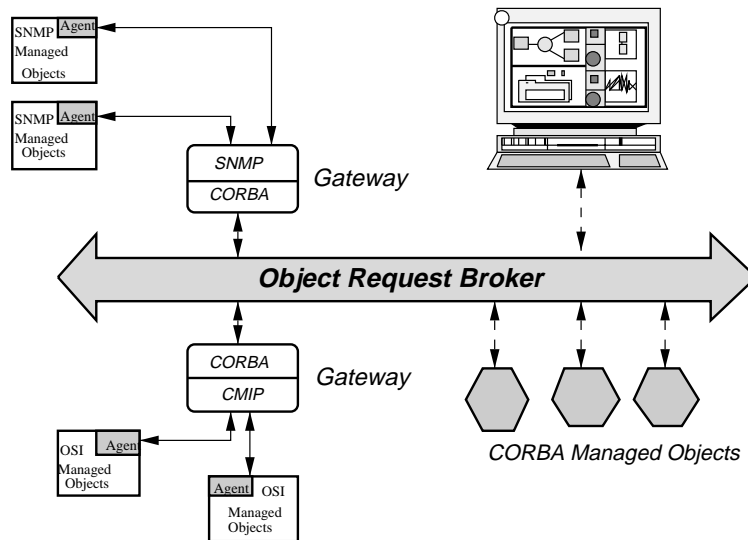 SNMP Agent
Managed
Objects
SNMP Agent
Managed
Objects
SNMP
CORBA
Gateway
Object Request Broker
CORBA
CMIP
Gateway
OSI Agent
Managed
Objects
Agent OSI
Managed
Objects
CORBA Managed Objects